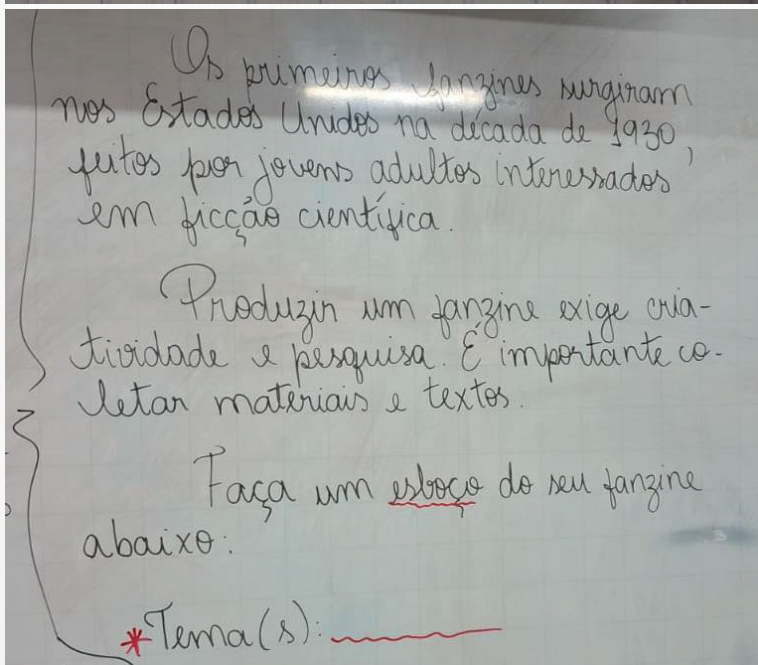 Os primeiros fanzines surgiram
nos Estados Unidos na década de 1930,
feitos por jovens adultos interessados
em ficção científica.
Produzir um fanzine exige cria-
tividade e pesquisa. É importante co-
letar materiais e textos.
Faça um esboço do seu fanzine
abaixo:
*Tema(s):